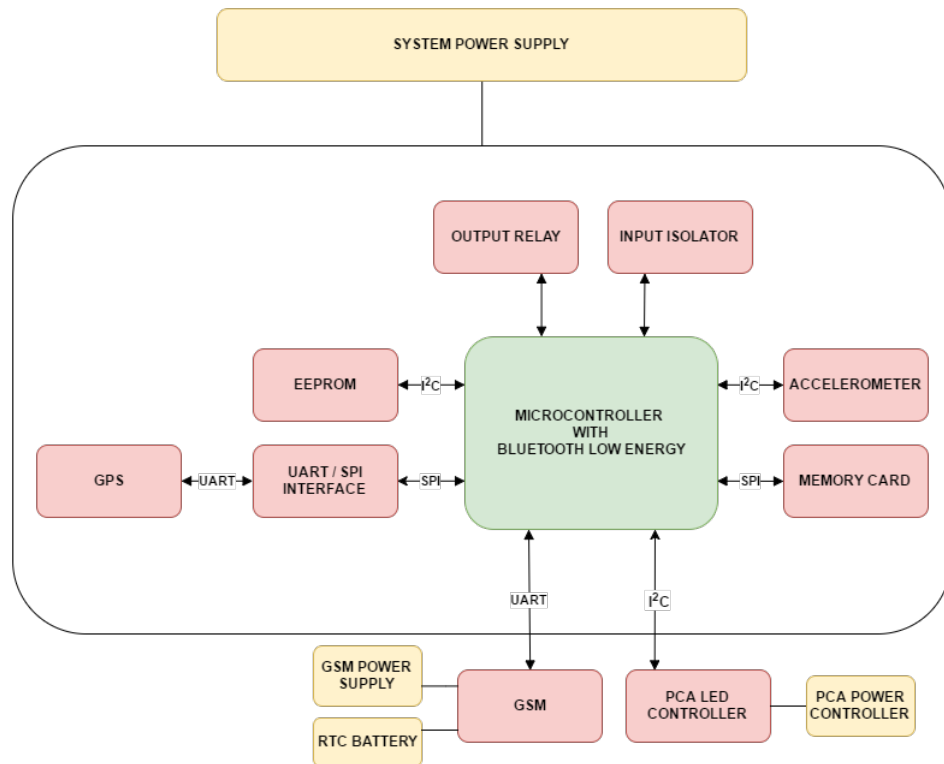 SYSTEM POWER SUPPLY
OUTPUT RELAY
INPUT ISOLATOR
EEPROM
I²C
MICROCONTROLLER
WITH
BLUETOOTH LOW ENERGY
I²C
ACCELEROMETER
GPS
UART
UART / SPI
INTERFACE
SPI
SPI
MEMORY CARD
UART
I²C
GSM POWER
SUPPLY
RTC BATTERY
GSM
PCA LED
CONTROLLER
PCA POWER
CONTROLLER